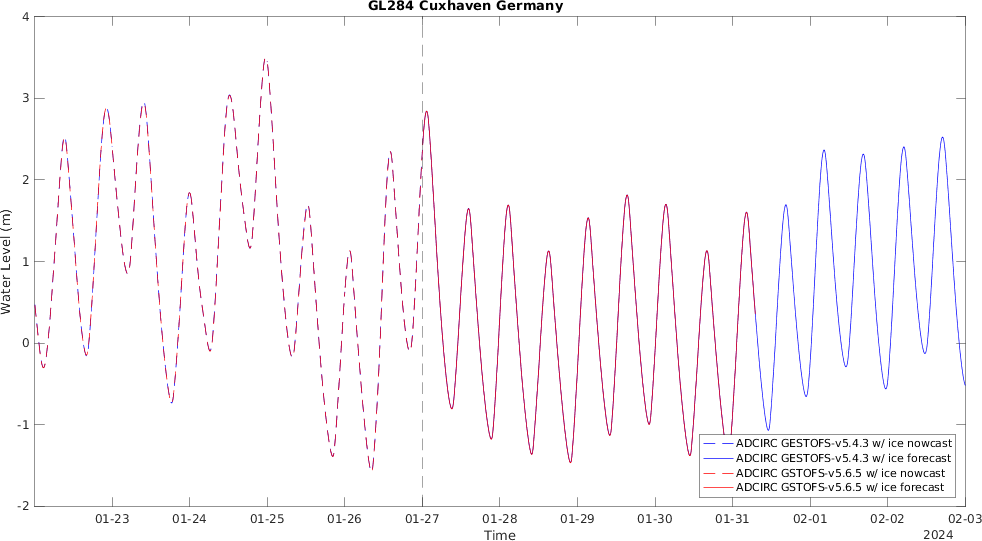 GL284 Cuxhaven Germany
4
3
2
1
0
-1
-2
Water Level (m)
ADCIRC GESTOFS-v5.4.3 w/ ice nowcast
ADCIRC GESTOFS-v5.4.3 w/ ice forecast
ADCIRC GSTOFS-v5.6.5 w/ ice nowcast
ADCIRC GSTOFS-v5.6.5 w/ ice forecast
01-23 01-24 01-25 01-26 01-27 01-28 01-29 01-30 01-31 02-01 02-02 02-03
Time
2024